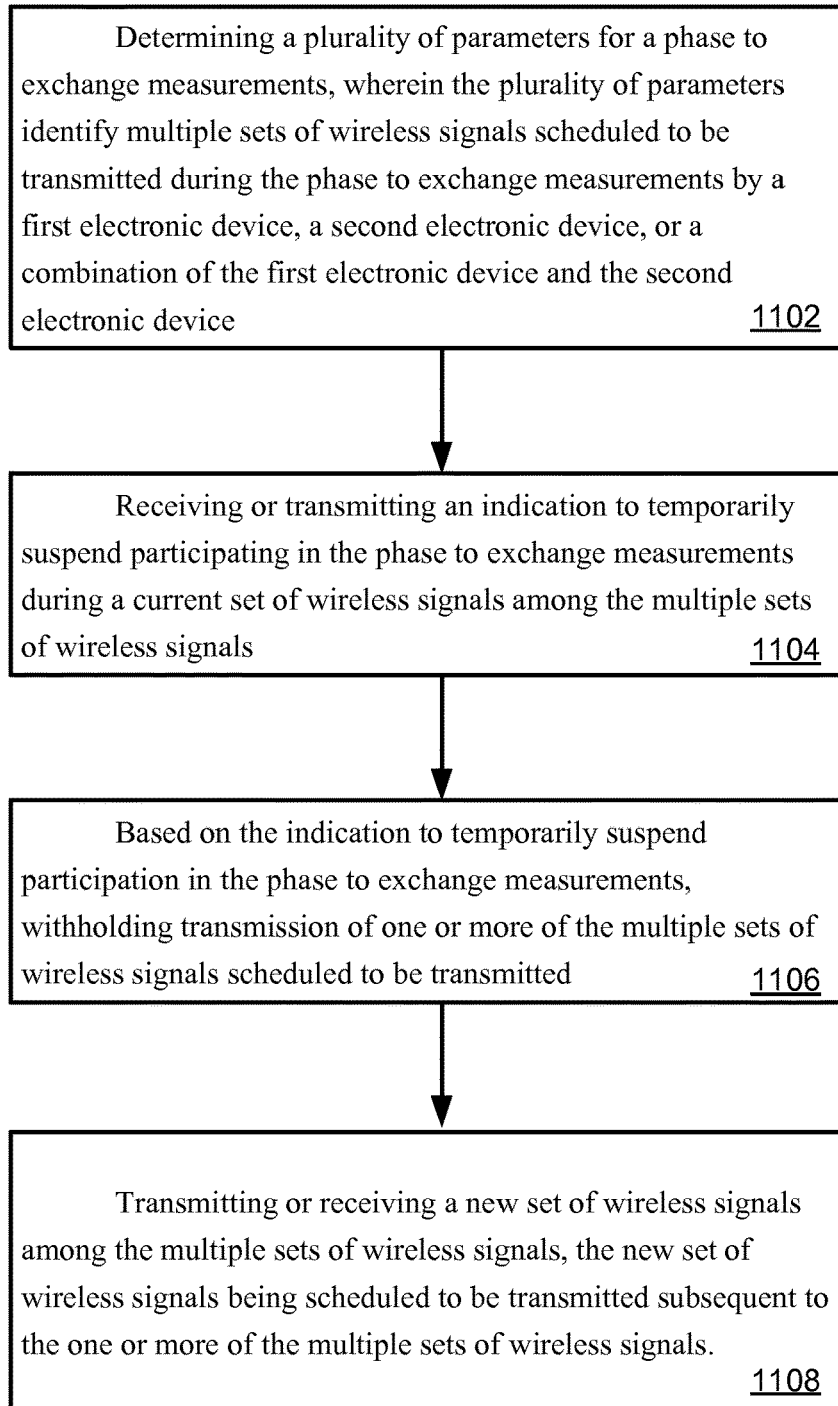 Determining a plurality of parameters for a phase to
exchange measurements, wherein the plurality of parameters
identify multiple sets of wireless signals scheduled to be
transmitted during the phase to exchange measurements by a
first electronic device, a second electronic device, or a
combination of the first electronic device and the second
electronic device
1102
Receiving or transmitting an indication to temporarily
suspend participating in the phase to exchange measurements
during a current set of wireless signals among the multiple sets
of wireless signals
1104
Based on the indication to temporarily suspend
participation in the phase to exchange measurements,
withholding transmission of one or more of the multiple sets of
wireless signals scheduled to be transmitted
1106
Transmitting or receiving a new set of wireless signals
among the multiple sets of wireless signals, the new set of
wireless signals being scheduled to be transmitted subsequent to
the one or more of the multiple sets of wireless signals.
1108